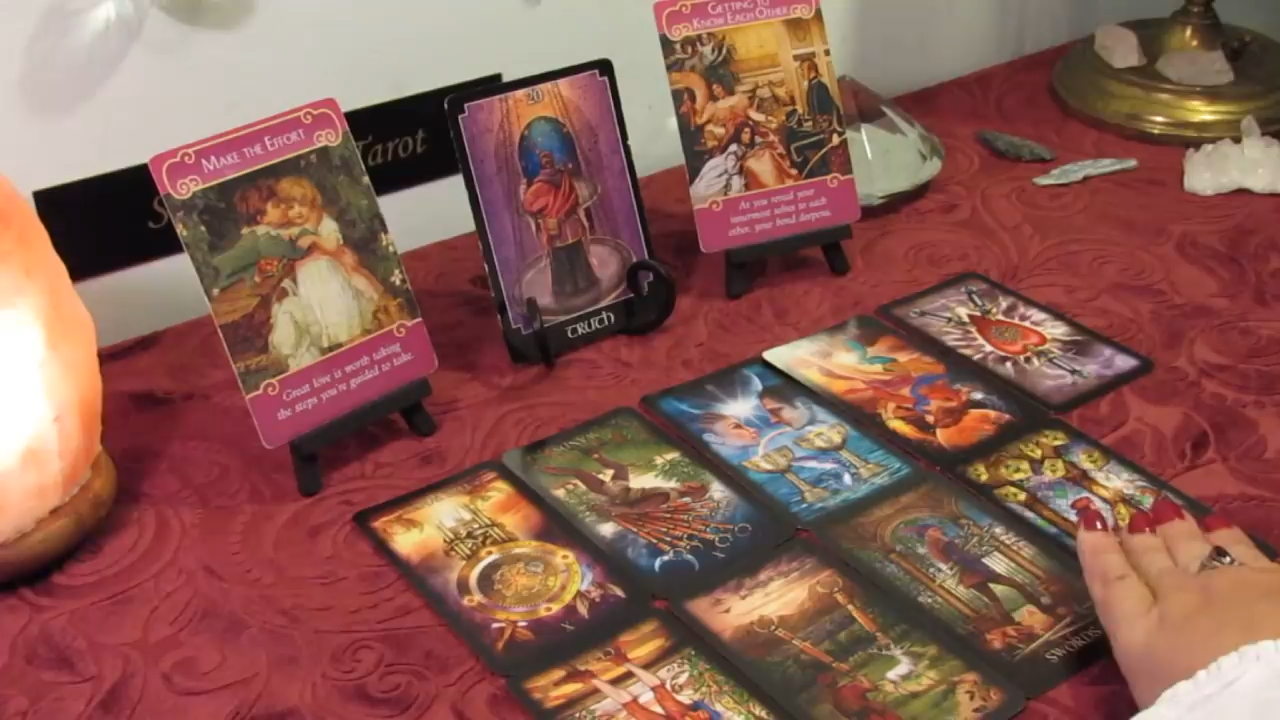 Tarot
MAKE THE EFFORT
Great love is worth taking
the steps you're guided to take.
20
TRUTH
GETTING TO
KNOW EACH OTHER
As you reveal your
innermost selves to each
other, your bond deepens.
X
X
SWORDS